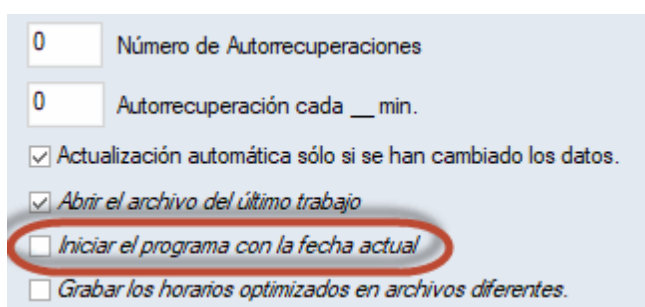 0 Número de Autorrecuperaciones
0 Autorrecuperación cada __ min.
Actualización automática sólo si se han cambiado los datos.
Abrir el archivo del último trabajo
Iniciar el programa con la fecha actual
Grabar los horarios optimizados en archivos diferentes.